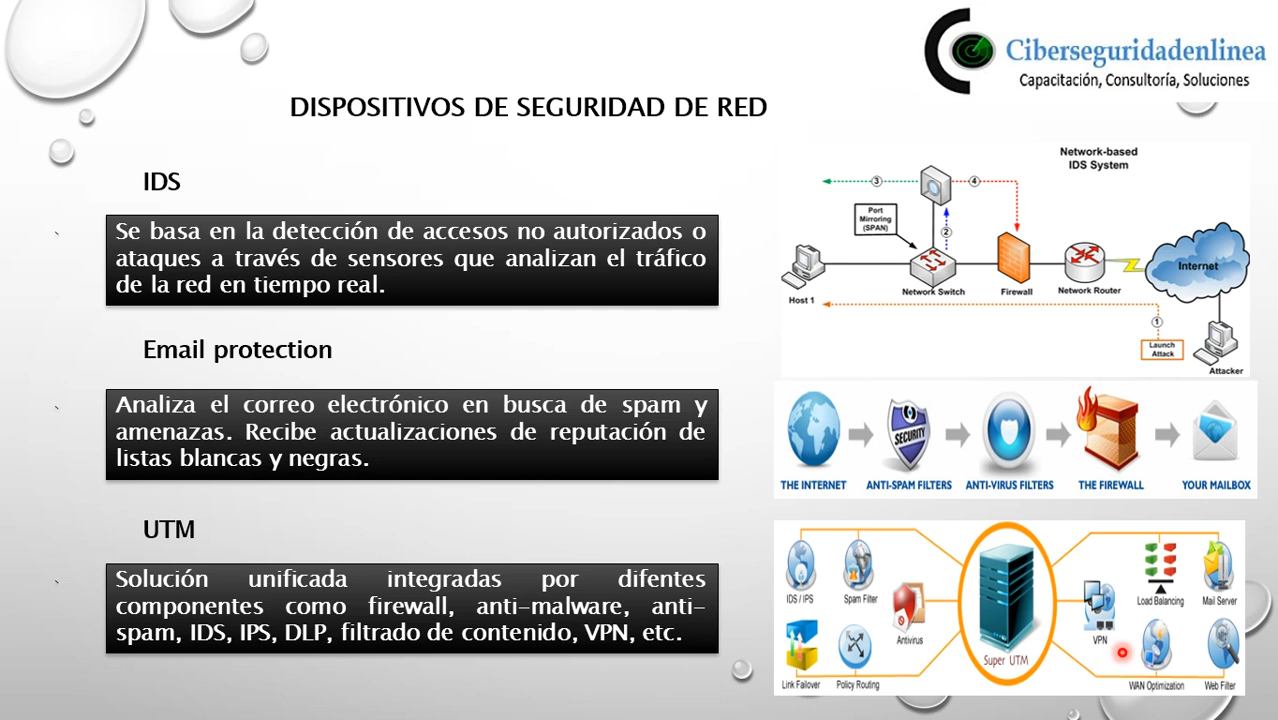 Ciberseguridadenlinea
Capacitación, Consultoría, Soluciones
DISPOSITIVOS DE SEGURIDAD DE RED
IDS
Se basa en la detección de accesos no autorizados o
ataques a través de sensores que analizan el tráfico
de la red en tiempo real.
Network-based
IDS System
3
4
Port
Mirroring
(SPAN)
2
Internet
Host 1
Network Switch
Firewall
Network Router
1
Launch
Attack
Attacker
Email protection
Analiza el correo electrónico en busca de spam y
amenazas. Recibe actualizaciones de reputación de
listas blancas y negras.
SECURITY
THE INTERNET
ANTI-SPAM FILTERS
ANTI-VIRUS FILTERS
THE FIREWALL
YOUR MAILBOX
UTM
Solución unificada integradas por difentes
componentes como firewall, anti-malware, anti-
spam, IDS, IPS, DLP, filtrado de contenido, VPN, etc.
IDS / IPS
Spam Filter
Antivirus
Link Failover
Policy Routing
Super UTM
VPN
Load Balancing
Mail Server
WAN Optimization
Web Filter